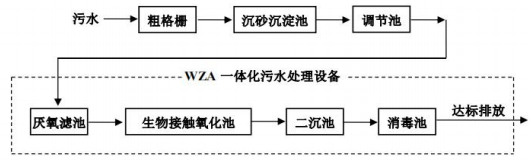 污水
粗格栅
沉砂沉淀池
调节池
WZA 一体化污水处理设备
厌氧滤池
生物接触氧化池
二沉池
消毒池
达标排放